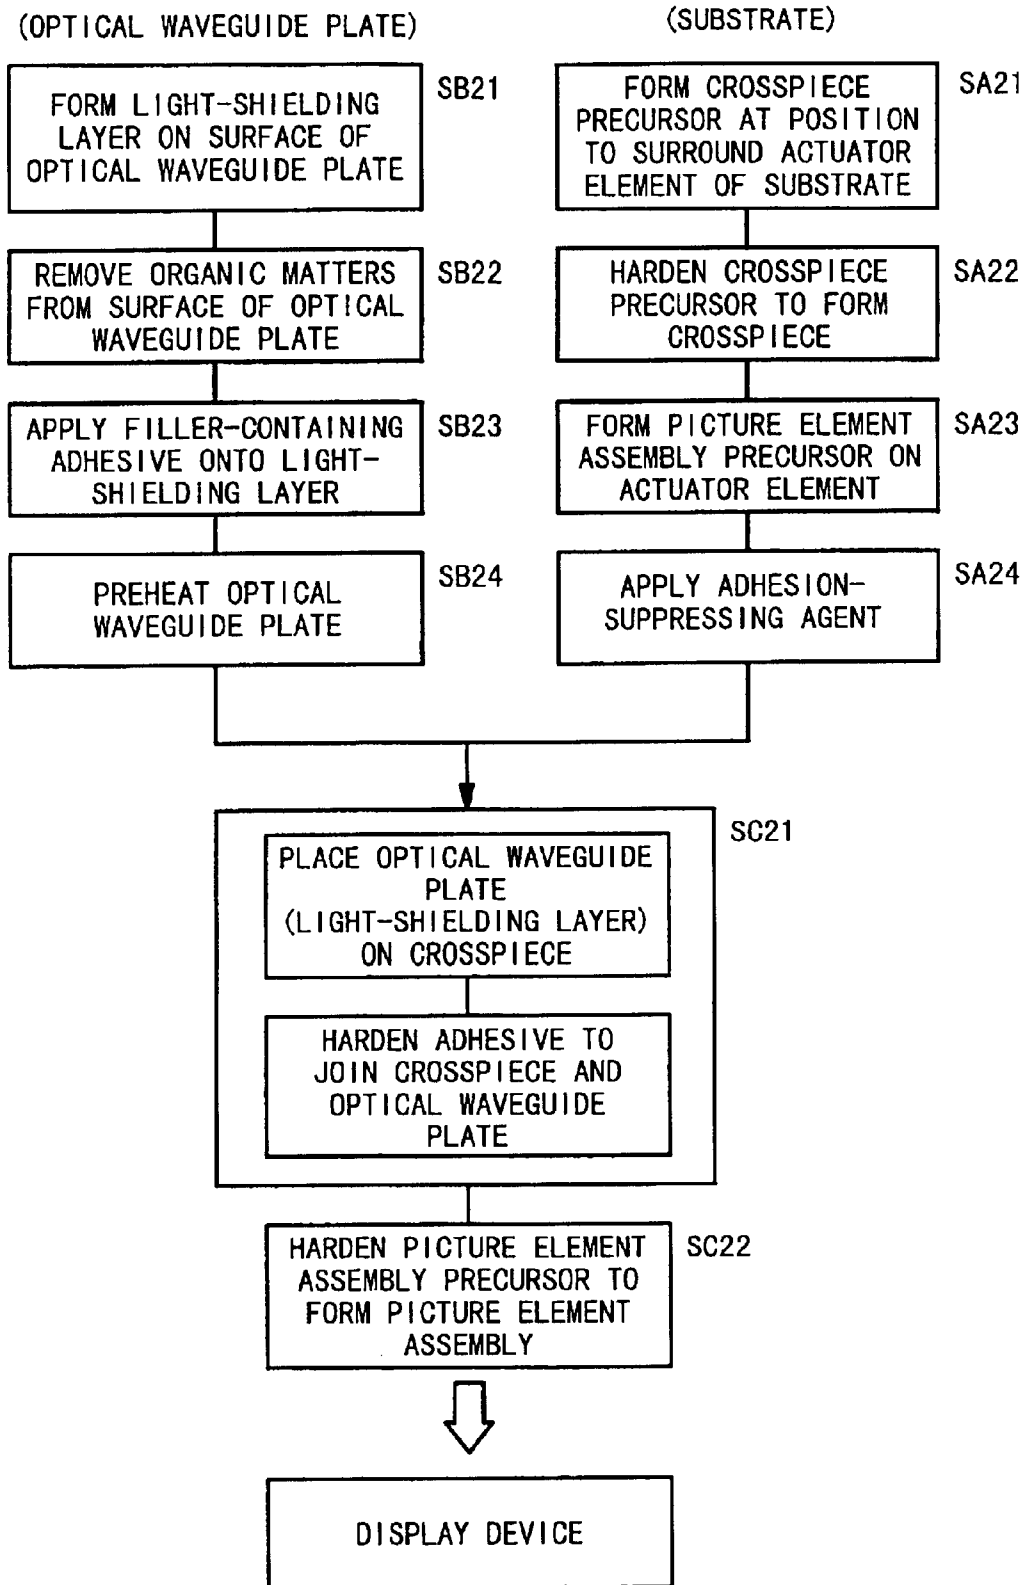 (OPTICAL WAVEGUIDE PLATE)
FORM LIGHT-SHIELDING
LAYER ON SURFACE OF
OPTICAL WAVEGUIDE PLATE
SB21
REMOVE ORGANIC MATTERS
FROM SURFACE OF OPTICAL
WAVEGUIDE PLATE
SB22
APPLY FILLER-CONTAINING
ADHESIVE ONTO LIGHT-
SHIELDING LAYER
SB23
PREHEAT OPTICAL
WAVEGUIDE PLATE
SB24
(SUBSTRATE)
FORM CROSSPIECE
PRECURSOR AT POSITION
TO SURROUND ACTUATOR
ELEMENT OF SUBSTRATE
SA21
HARDEN CROSSPIECE
PRECURSOR TO FORM
CROSSPIECE
SA22
FORM PICTURE ELEMENT
ASSEMBLY PRECURSOR ON
ACTUATOR ELEMENT
SA23
APPLY ADHESION-
SUPPRESSING AGENT
SA24
SC21
PLACE OPTICAL WAVEGUIDE
PLATE
(LIGHT-SHIELDING LAYER)
ON CROSSPIECE
HARDEN ADHESIVE TO
JOIN CROSSPIECE AND
OPTICAL WAVEGUIDE
PLATE
HARDEN PICTURE ELEMENT
ASSEMBLY PRECURSOR TO
FORM PICTURE ELEMENT
ASSEMBLY
SC22
DISPLAY DEVICE